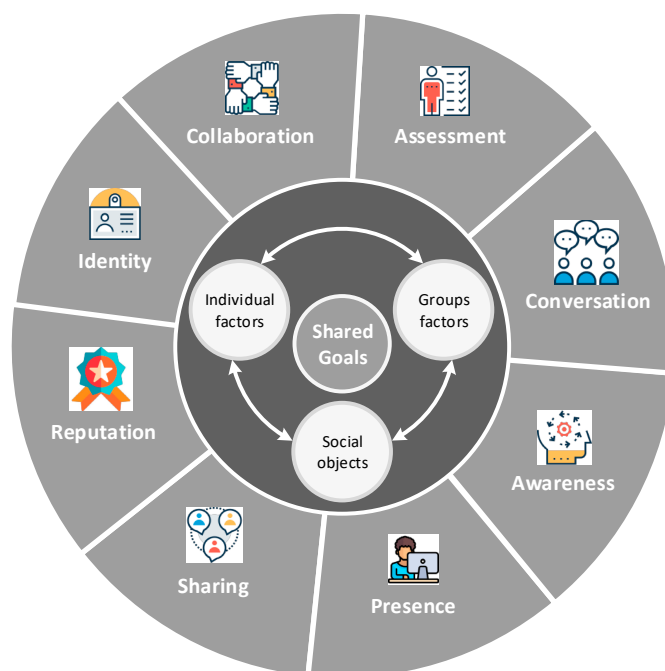 Collaboration
Assessment
Identity
Conversation
Individual
factors
Groups
factors
Shared
Goals
Reputation
Social
objects
Awareness
Sharing
Presence